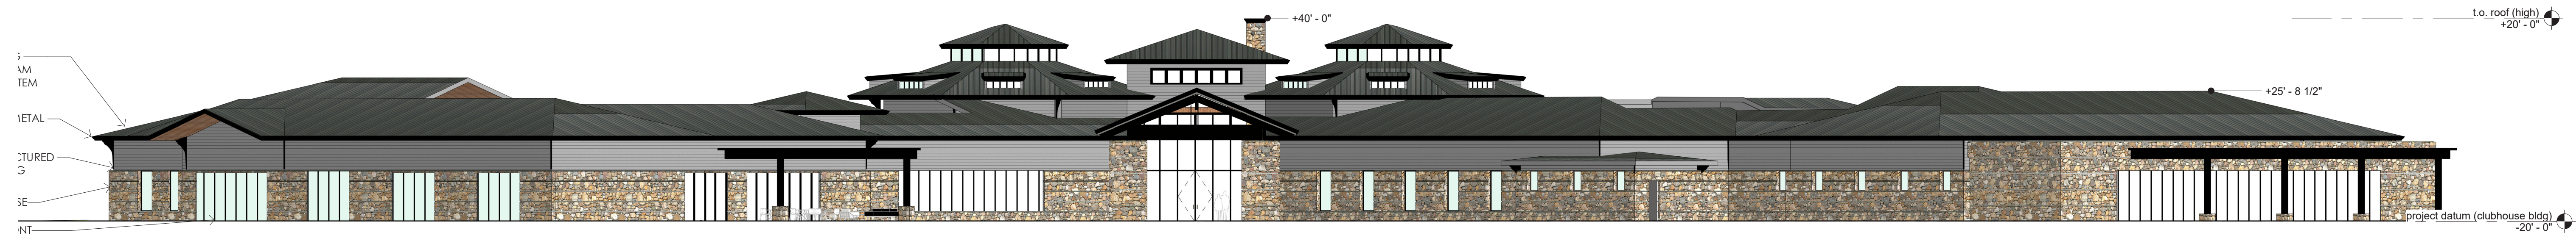 +40' - 0"
t.o. roof (high)
+20' - 0"
AM
TEM
+25' - 8 1/2"
METAL
CTURED
G
SE
project datum (clubhouse bldg)
-20' - 0"
ONT